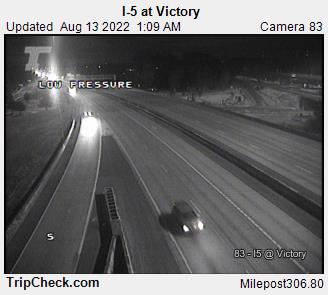 I-5 at Victory
Updated Aug 13 2022 1:09 AM Camera 83
LOW PRESSURE
S
83 - I5 @ Victory
TripCheck.com Milepost306.80